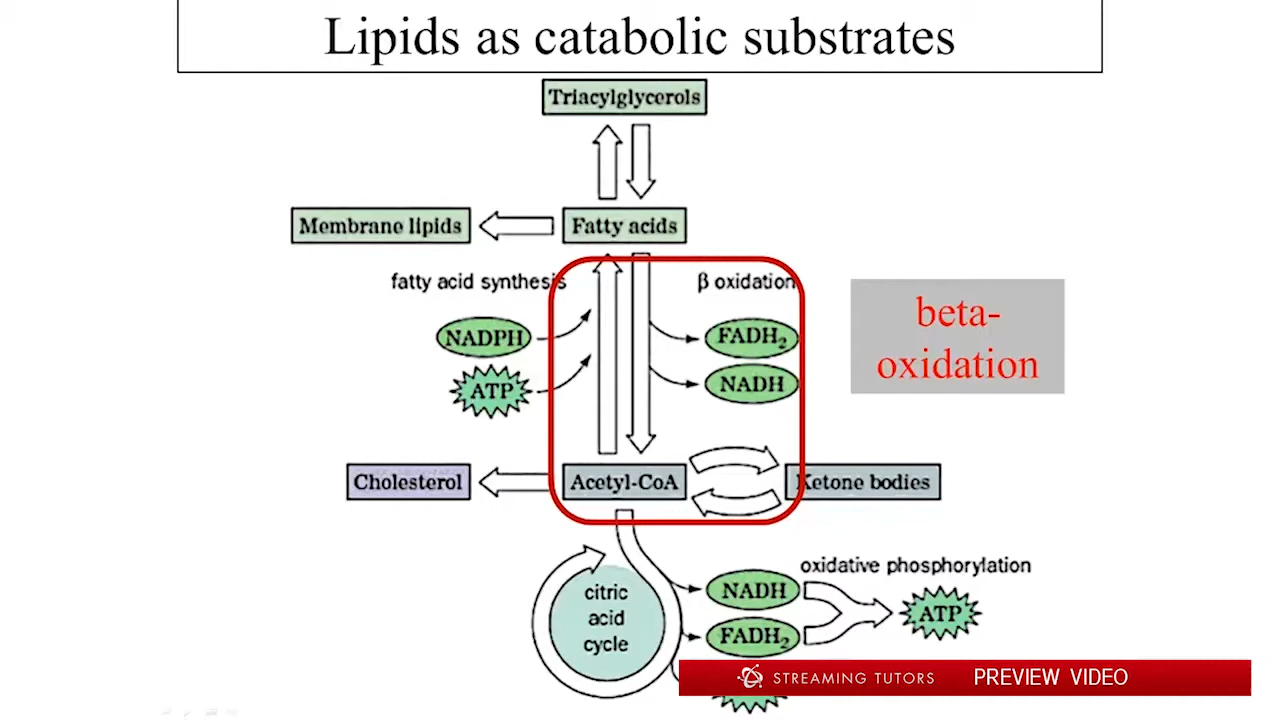 Lipids as catabolic substrates
Triacylglycerols
Membrane lipids
Fatty acids
fatty acid synthesis
β oxidation
NADPH
FADH₂
ATP
NADH
beta-
oxidation
Cholesterol
Acetyl-CoA
Ketone bodies
oxidative phosphorylation
citric
acid
cycle
NADH
FADH₂
ATP
STREAMING TUTORS PREVIEW VIDEO